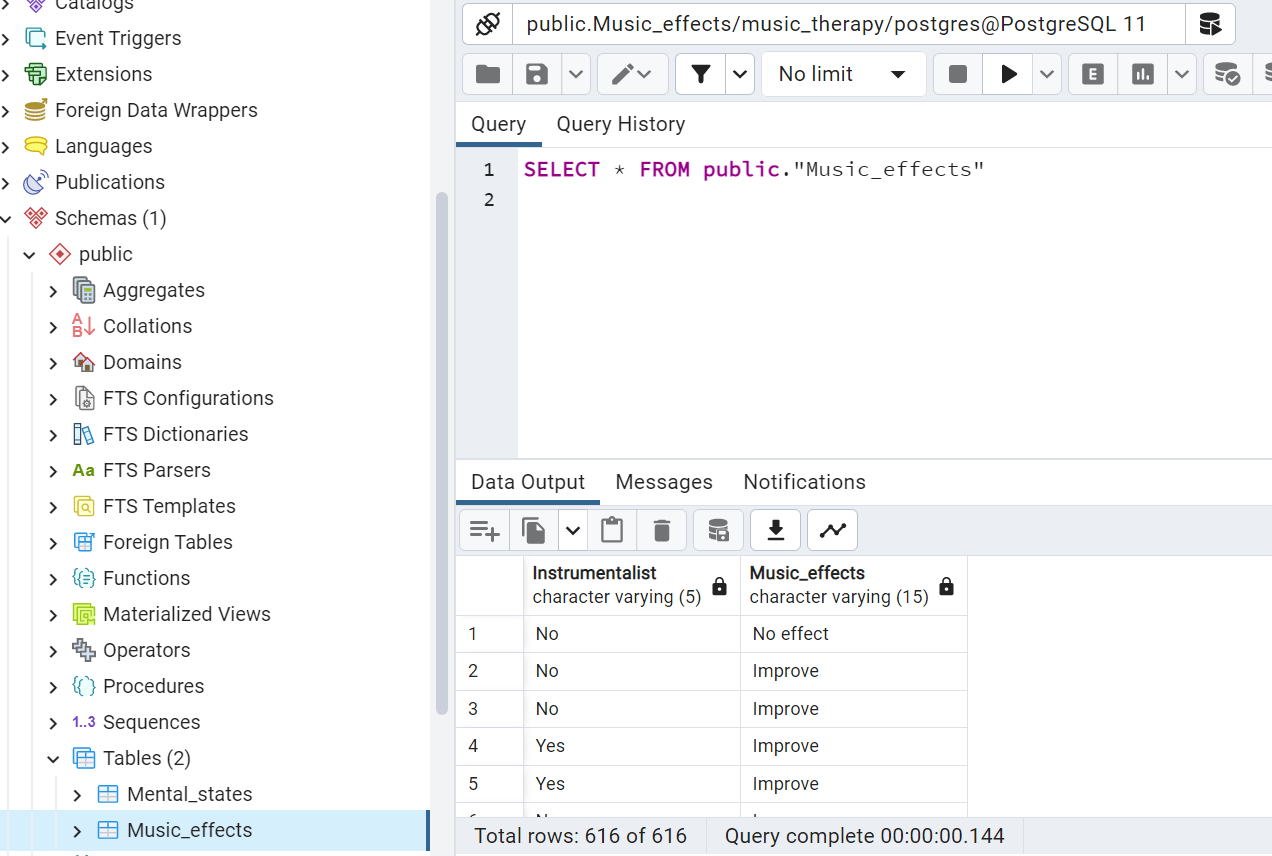 Catalogs
Event Triggers
Extensions
Foreign Data Wrappers
Languages
Publications
Schemas (1)
public
Aggregates
Collations
Domains
FTS Configurations
FTS Dictionaries
Aa FTS Parsers
FTS Templates
Foreign Tables
Functions
Materialized Views
Operators
Procedures
1..3 Sequences
Tables (2)
Mental_states
Music_effects
public.Music_effects/music_therapy/postgres@PostgreSQL 11
No limit
E
Query Query History
1 SELECT * FROM public."Music_effects"
2
Data Output Messages Notifications
Instrumentalist Music_effects
character varying (5) character varying (15)
1 No No effect
2 No Improve
3 No Improve
4 Yes Improve
5 Yes Improve
Total rows: 616 of 616 Query complete 00:00:00.144